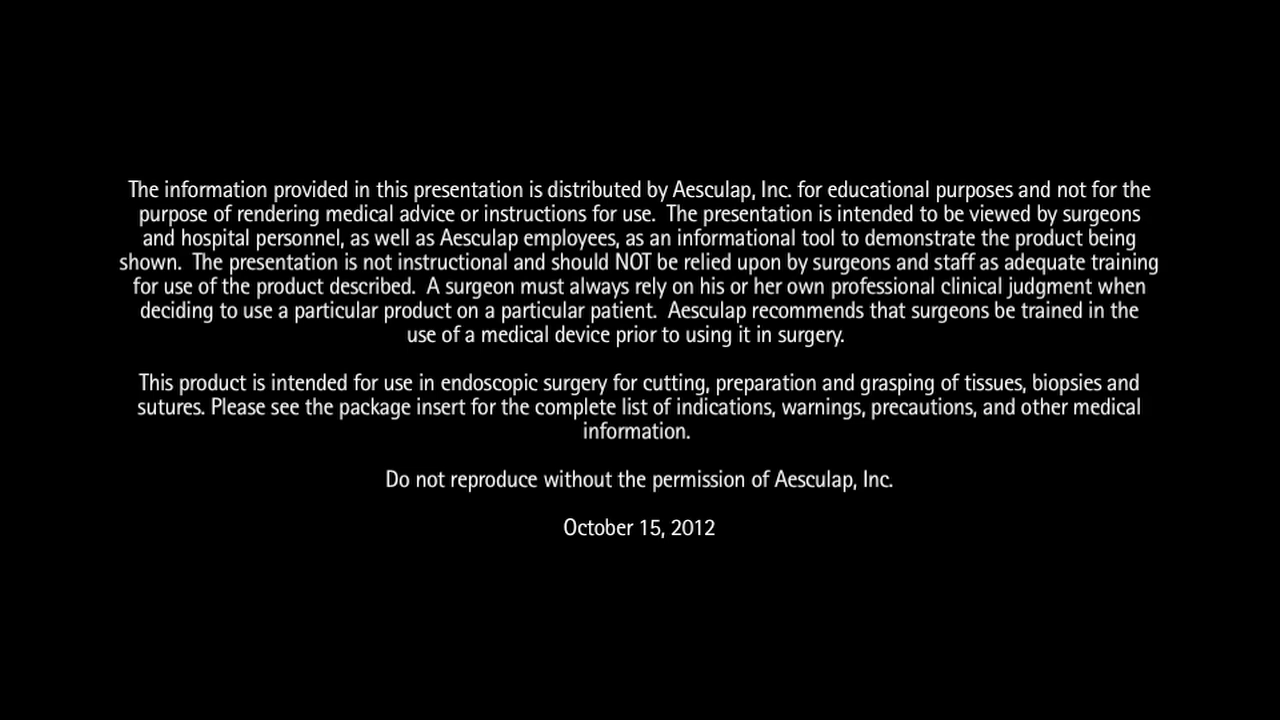 The information provided in this presentation is distributed by Aesculap, Inc. for educational purposes and not for the
purpose of rendering medical advice or instructions for use.  The presentation is intended to be viewed by surgeons
and hospital personnel, as well as Aesculap employees, as an informational tool to demonstrate the product being
shown.  The presentation is not instructional and should NOT be relied upon by surgeons and staff as adequate training
for use of the product described.  A surgeon must always rely on his or her own professional clinical judgment when
deciding to use a particular product on a particular patient.  Aesculap recommends that surgeons be trained in the
use of a medical device prior to using it in surgery.
This product is intended for use in endoscopic surgery for cutting, preparation and grasping of tissues, biopsies and
sutures. Please see the package insert for the complete list of indications, warnings, precautions, and other medical
information.
Do not reproduce without the permission of Aesculap, Inc.
October 15, 2012